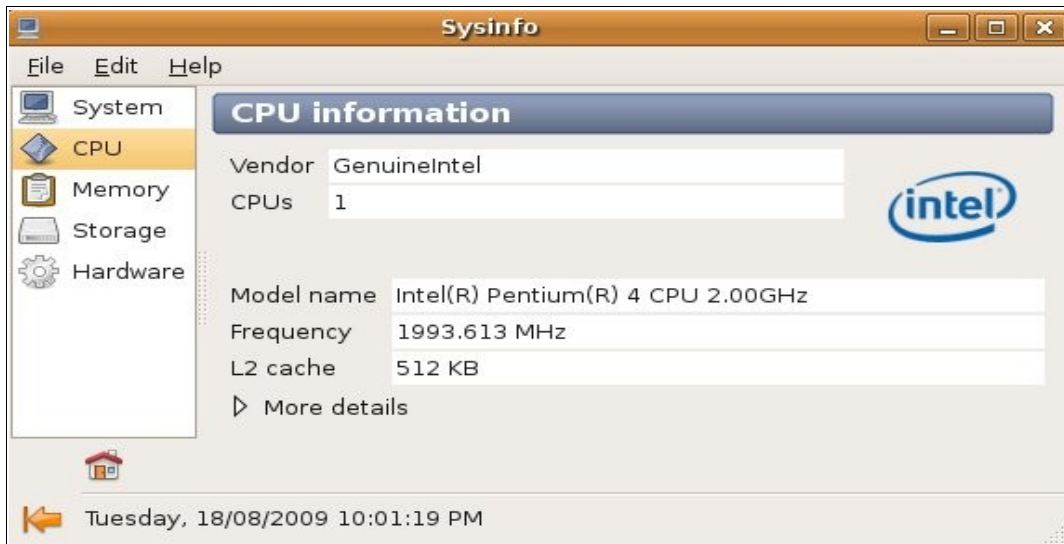 Sysinfo
File Edit Help
System
CPU
Memory
Storage
Hardware
CPU information
Vendor GenuineIntel
CPUs 1
intel
Model name Intel(R) Pentium(R) 4 CPU 2.00GHz
Frequency 1993.613 MHz
L2 cache 512 KB
More details
Tuesday, 18/08/2009 10:01:19 PM